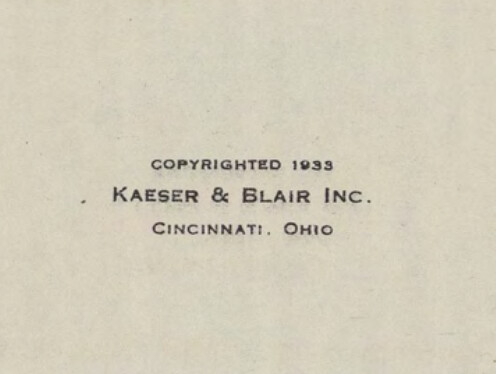 COPYRIGHTED 1933
KAESER & BLAIR INC.
CINCINNATI. OHIO